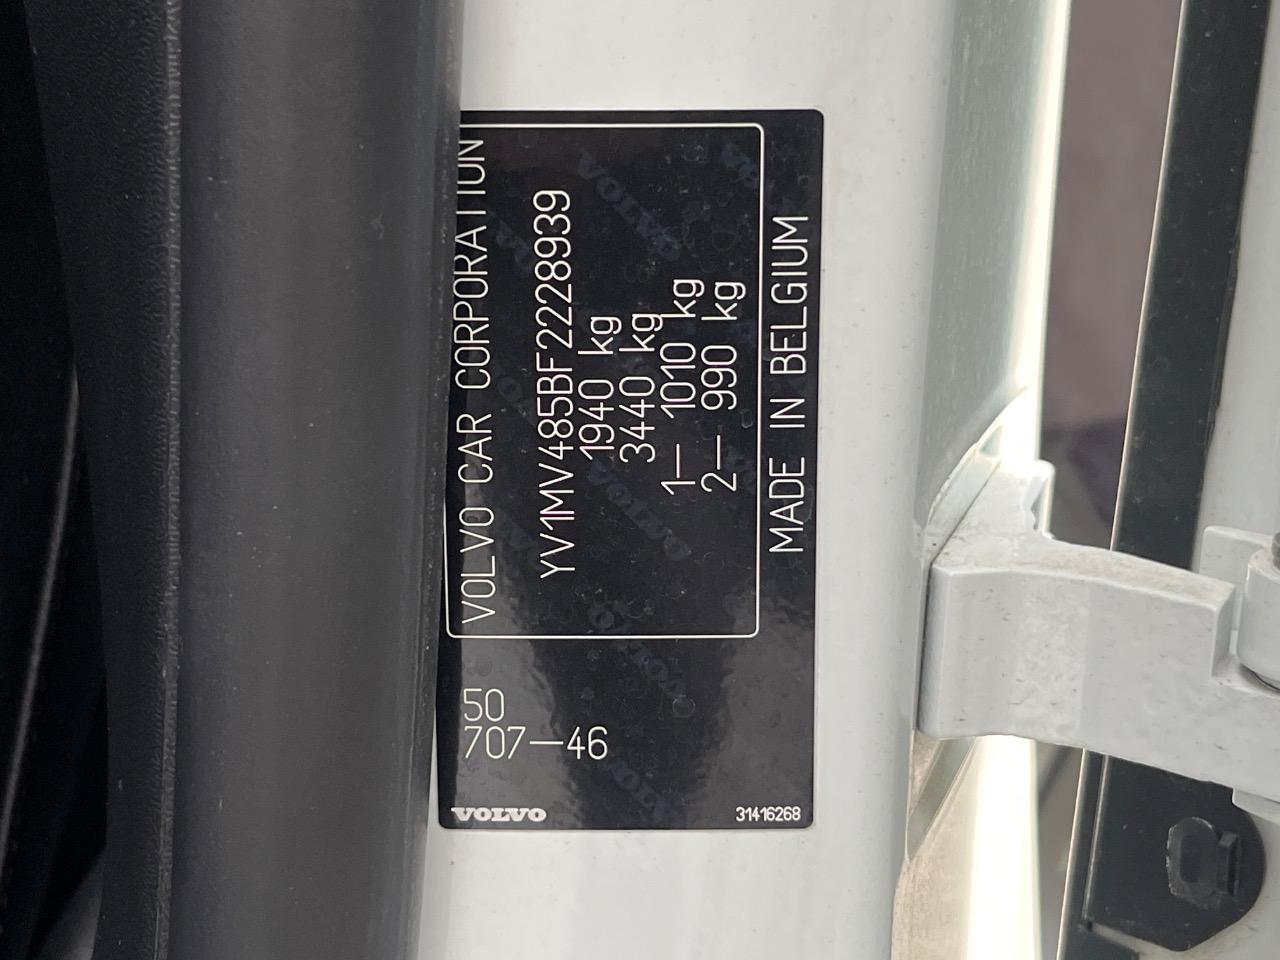 VOLVO CAR CORPORATION
YV1MV485BF2228939
1940 kg
3440 kg
1— 1010 kg
2— 990 kg
MADE IN BELGIUM
50
707—46
VOLVO
31416268